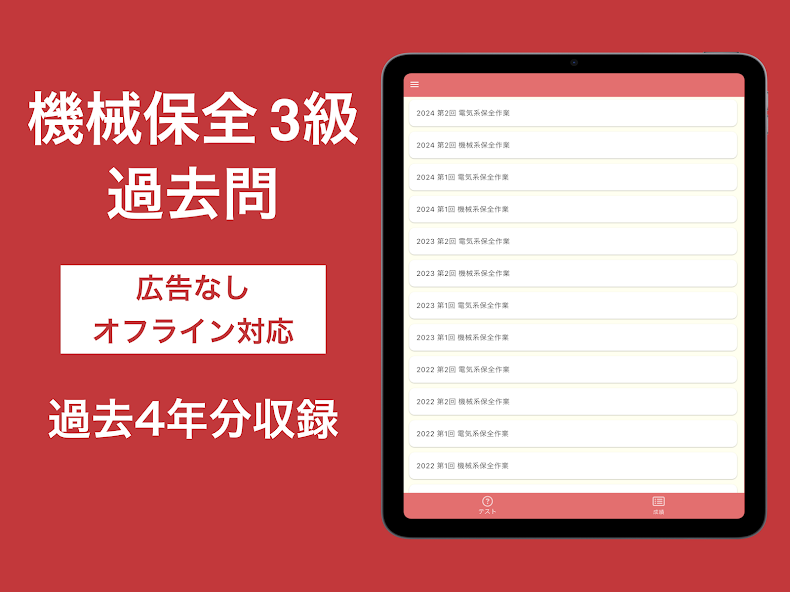 機械保全 3級
過去問
広告なし
オフライン対応
過去4年分収録
2024 第2回 電気系保全作業
2024 第2回 機械系保全作業
2024 第1回 電気系保全作業
2024 第1回 機械系保全作業
2023 第2回 電気系保全作業
2023 第2回 機械系保全作業
2023 第1回 電気系保全作業
2023 第1回 機械系保全作業
2022 第2回 電気系保全作業
2022 第2回 機械系保全作業
2022 第1回 電気系保全作業
2022 第1回 機械系保全作業
テスト
成績